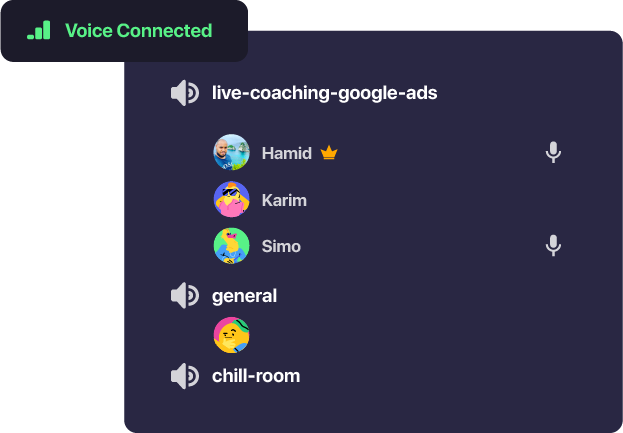 Voice Connected
live-coaching-google-ads
Hamid
Karim
Simo
general
chill-room